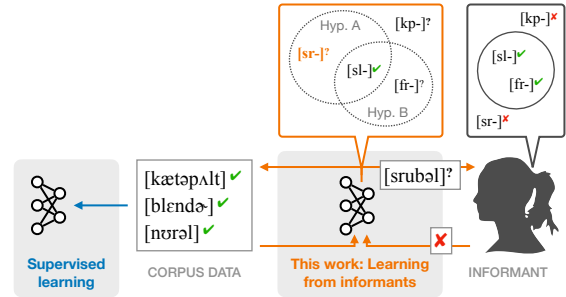 Hyp. A
[kp-]?
[sr-]?
[sl-]✓
[fr-]?
Hyp. B
[kp-]✘
[sl-]✓
[fr-]✓
[sr-]✘
[kætəpʌlt] ✓
[blɛndɚ] ✓
[nʊrəl] ✓
[srubəl]?
✘
Supervised
learning
CORPUS DATA
This work: Learning
from informants
INFORMANT